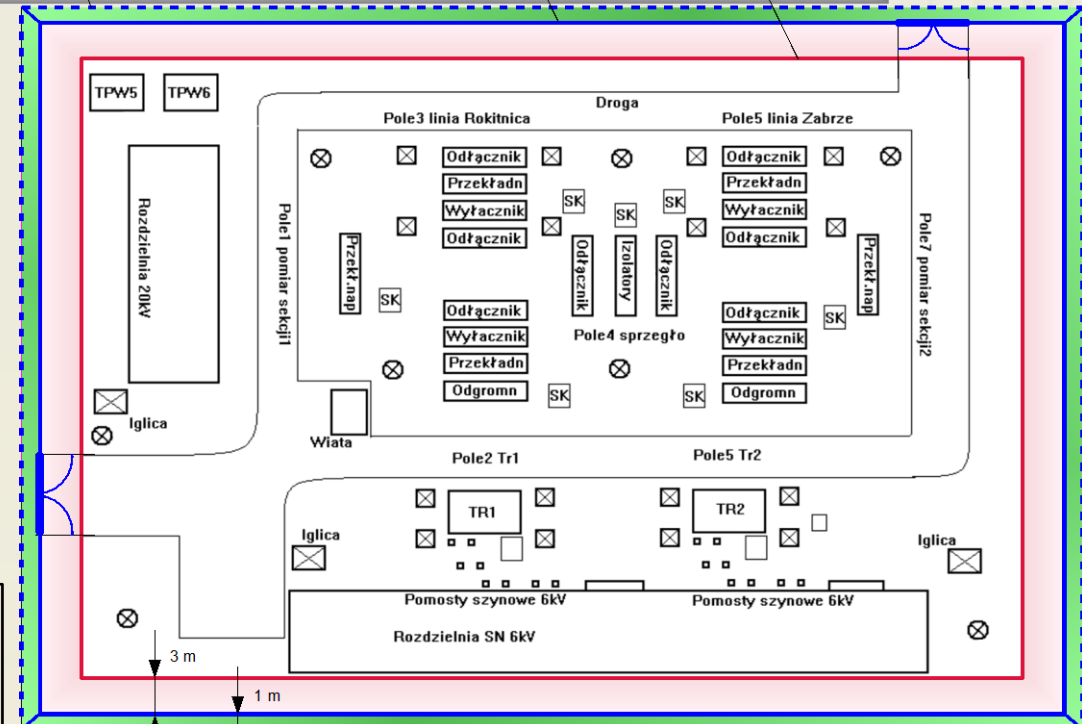 TPW5
TPW6
Droga
Pole3 linia Rokitnica
Pole5 linia Zabrze
Odłącznik
Odłącznik
Przekładn
Przekładn
SK
SK
SK
Wyłacznik
Wyłacznik
Odłącznik
Odłącznik
Rozdzielnia 20kV
Pole1 pomiar sekcji1
Przekł.nap
Odłącznik
Izolatory
Odłącznik
Przekł.nap
Pole7 pomiar sekcji2
SK
SK
Odłącznik
Odłącznik
Wyłacznik
Pole4 sprzęgło
Wyłacznik
Przekładn
Przekładn
Odgromn
Odgromn
SK
SK
Iglica
Wiata
Pole2 Tr1
Pole5 Tr2
TR1
TR2
Iglica
Iglica
Pomosty szynowe 6kV
Pomosty szynowe 6kV
Rozdzielnia SN 6kV
3 m
1 m